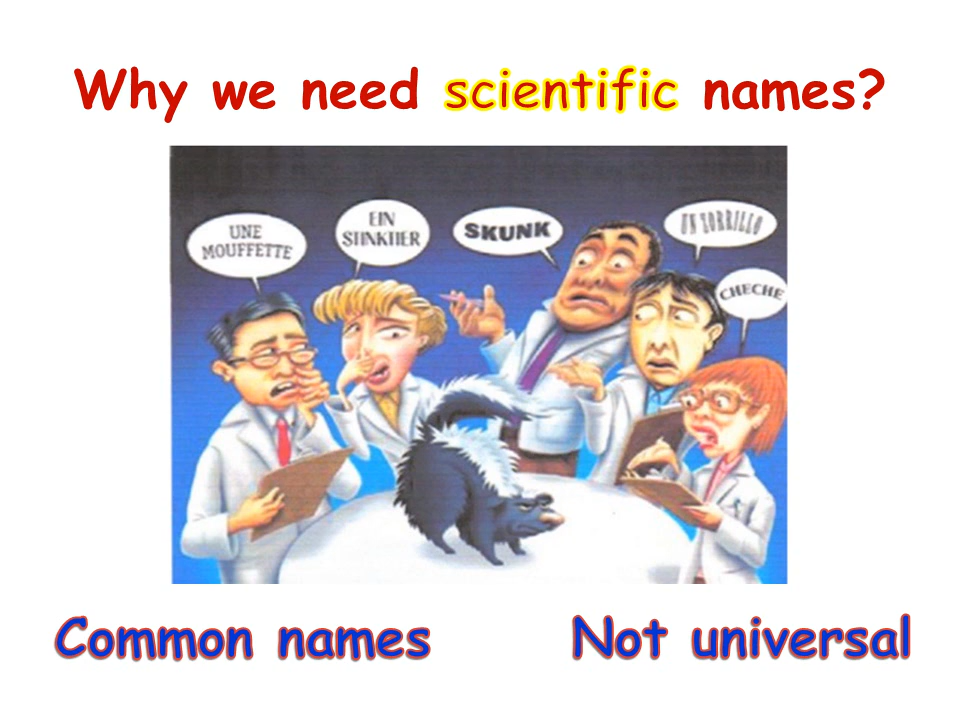 Why we need scientific names?
UNE
MOUFFETTE
EIN
STINKTIER
SKUNK
UN ZORRILLO
CHECHE
Common names
Not universal